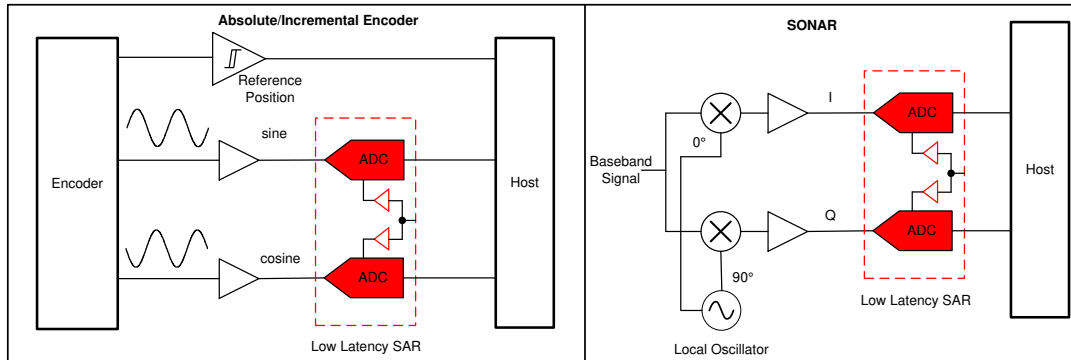 Absolute/Incremental Encoder
Reference
Position
sine
ADC
Encoder
Host
ADC
cosine
Low Latency SAR
SONAR
I
ADC
0°
Baseband
Signal
Host
Q
ADC
90°
Low Latency SAR
Local Oscillator